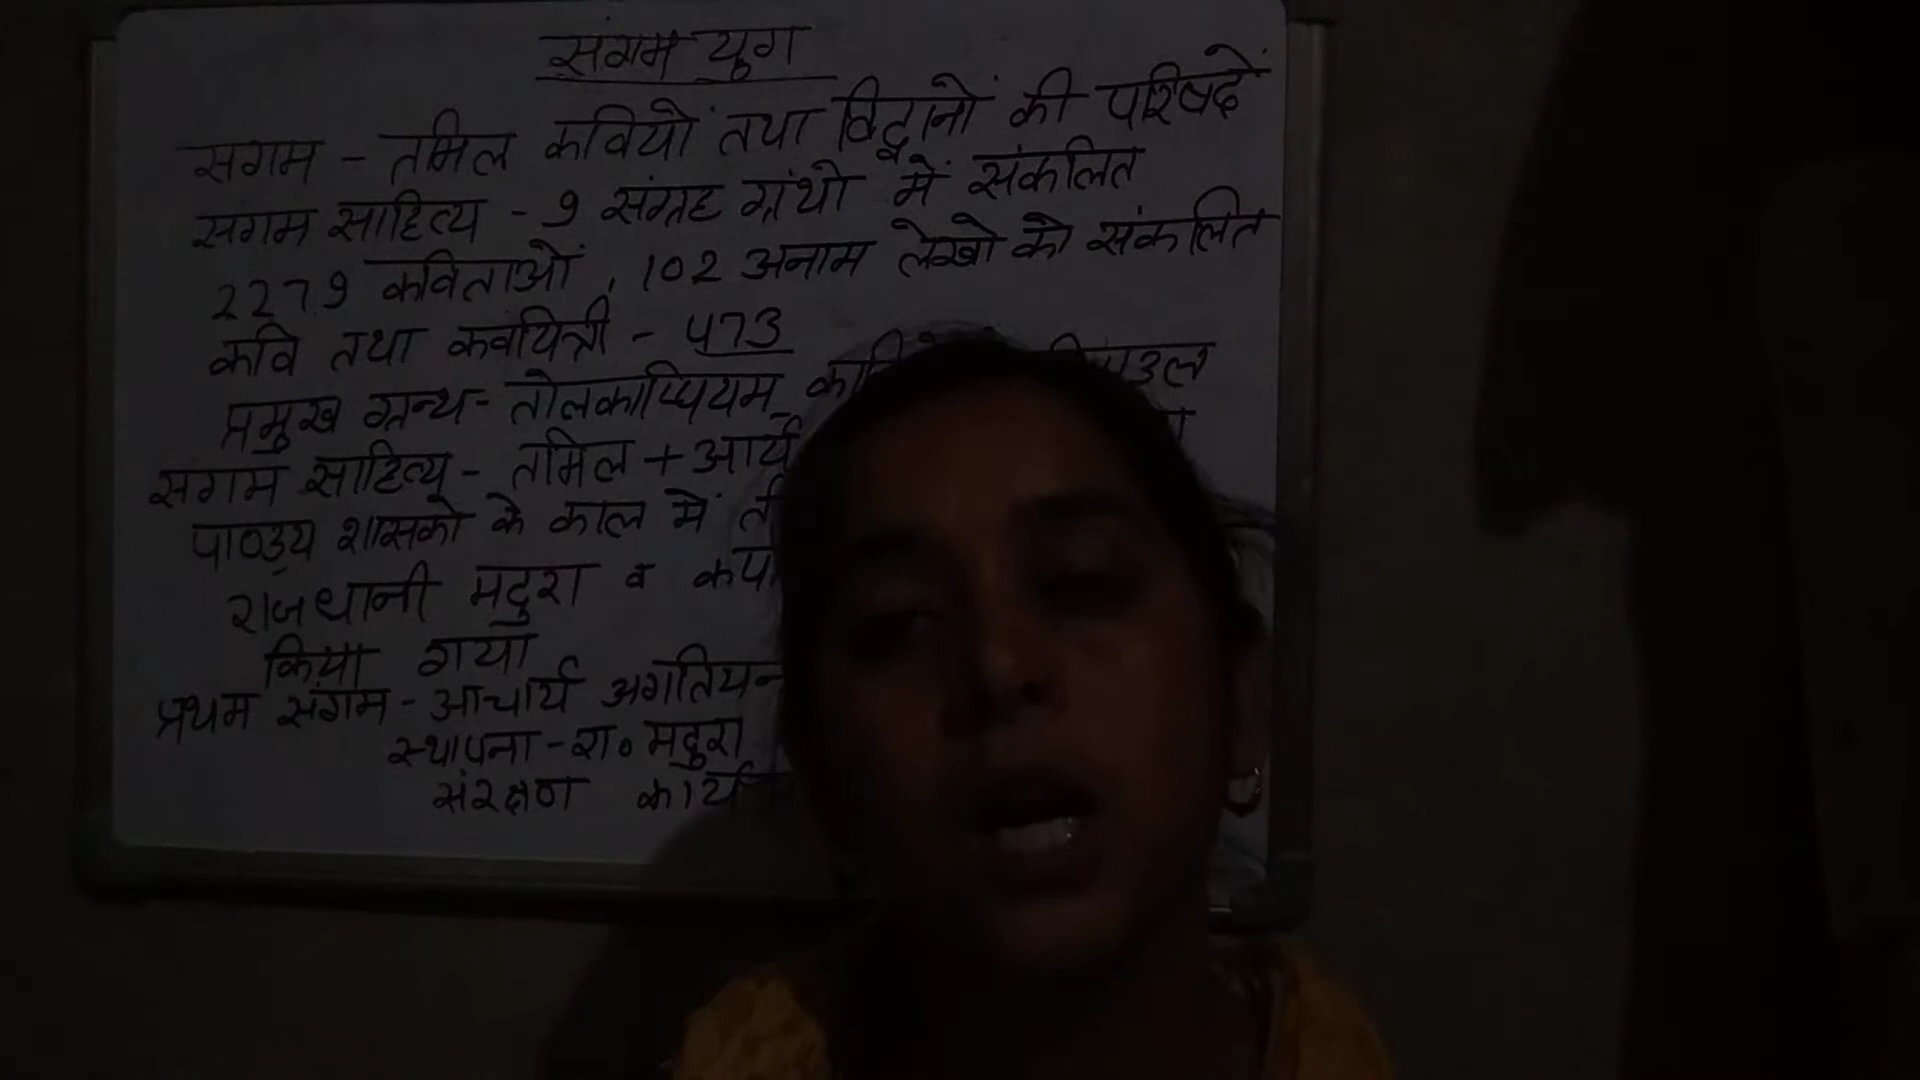 संगम युग
सगम - तमिल कवियों तथा विद्वानो की परिषदें
सगम साहित्य - 9 संग्रह ग्रंथो में संकलित
2279 कविताओं, 102 अनाम लेखो को संकलित
कवि तथा कवयित्री - 473
प्रमुख ग्रन्थ - तोलकाप्पियम
सगम साहित्य - तमिल + आर्य
पाण्ड्य शासको के काल में
राजधानी मदुरा व
किया गया
प्रथम संगम - आचार्य अगतियन
स्थापना - रा० मदुरा
संरक्षण कार्य